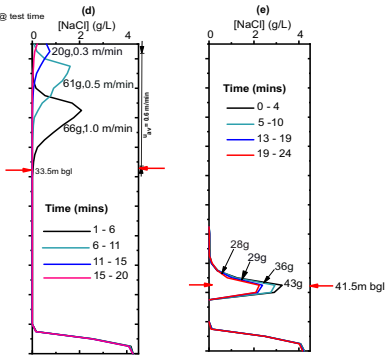 @ test time
(d)
[NaCl] (g/L)
0 2 4
20g,0.3 m/min
61g,0.5 m/min
66g,1.0 m/min
u_av = 0.6 m/min
33.5m bgl
Time (mins)
1 - 6
6 - 11
11 - 15
15 - 20
(e)
[NaCl] (g/L)
0 2 4
Time (mins)
0 - 4
5 -10
13 - 19
19 - 24
28g
29g
36g
43g
41.5m bgl